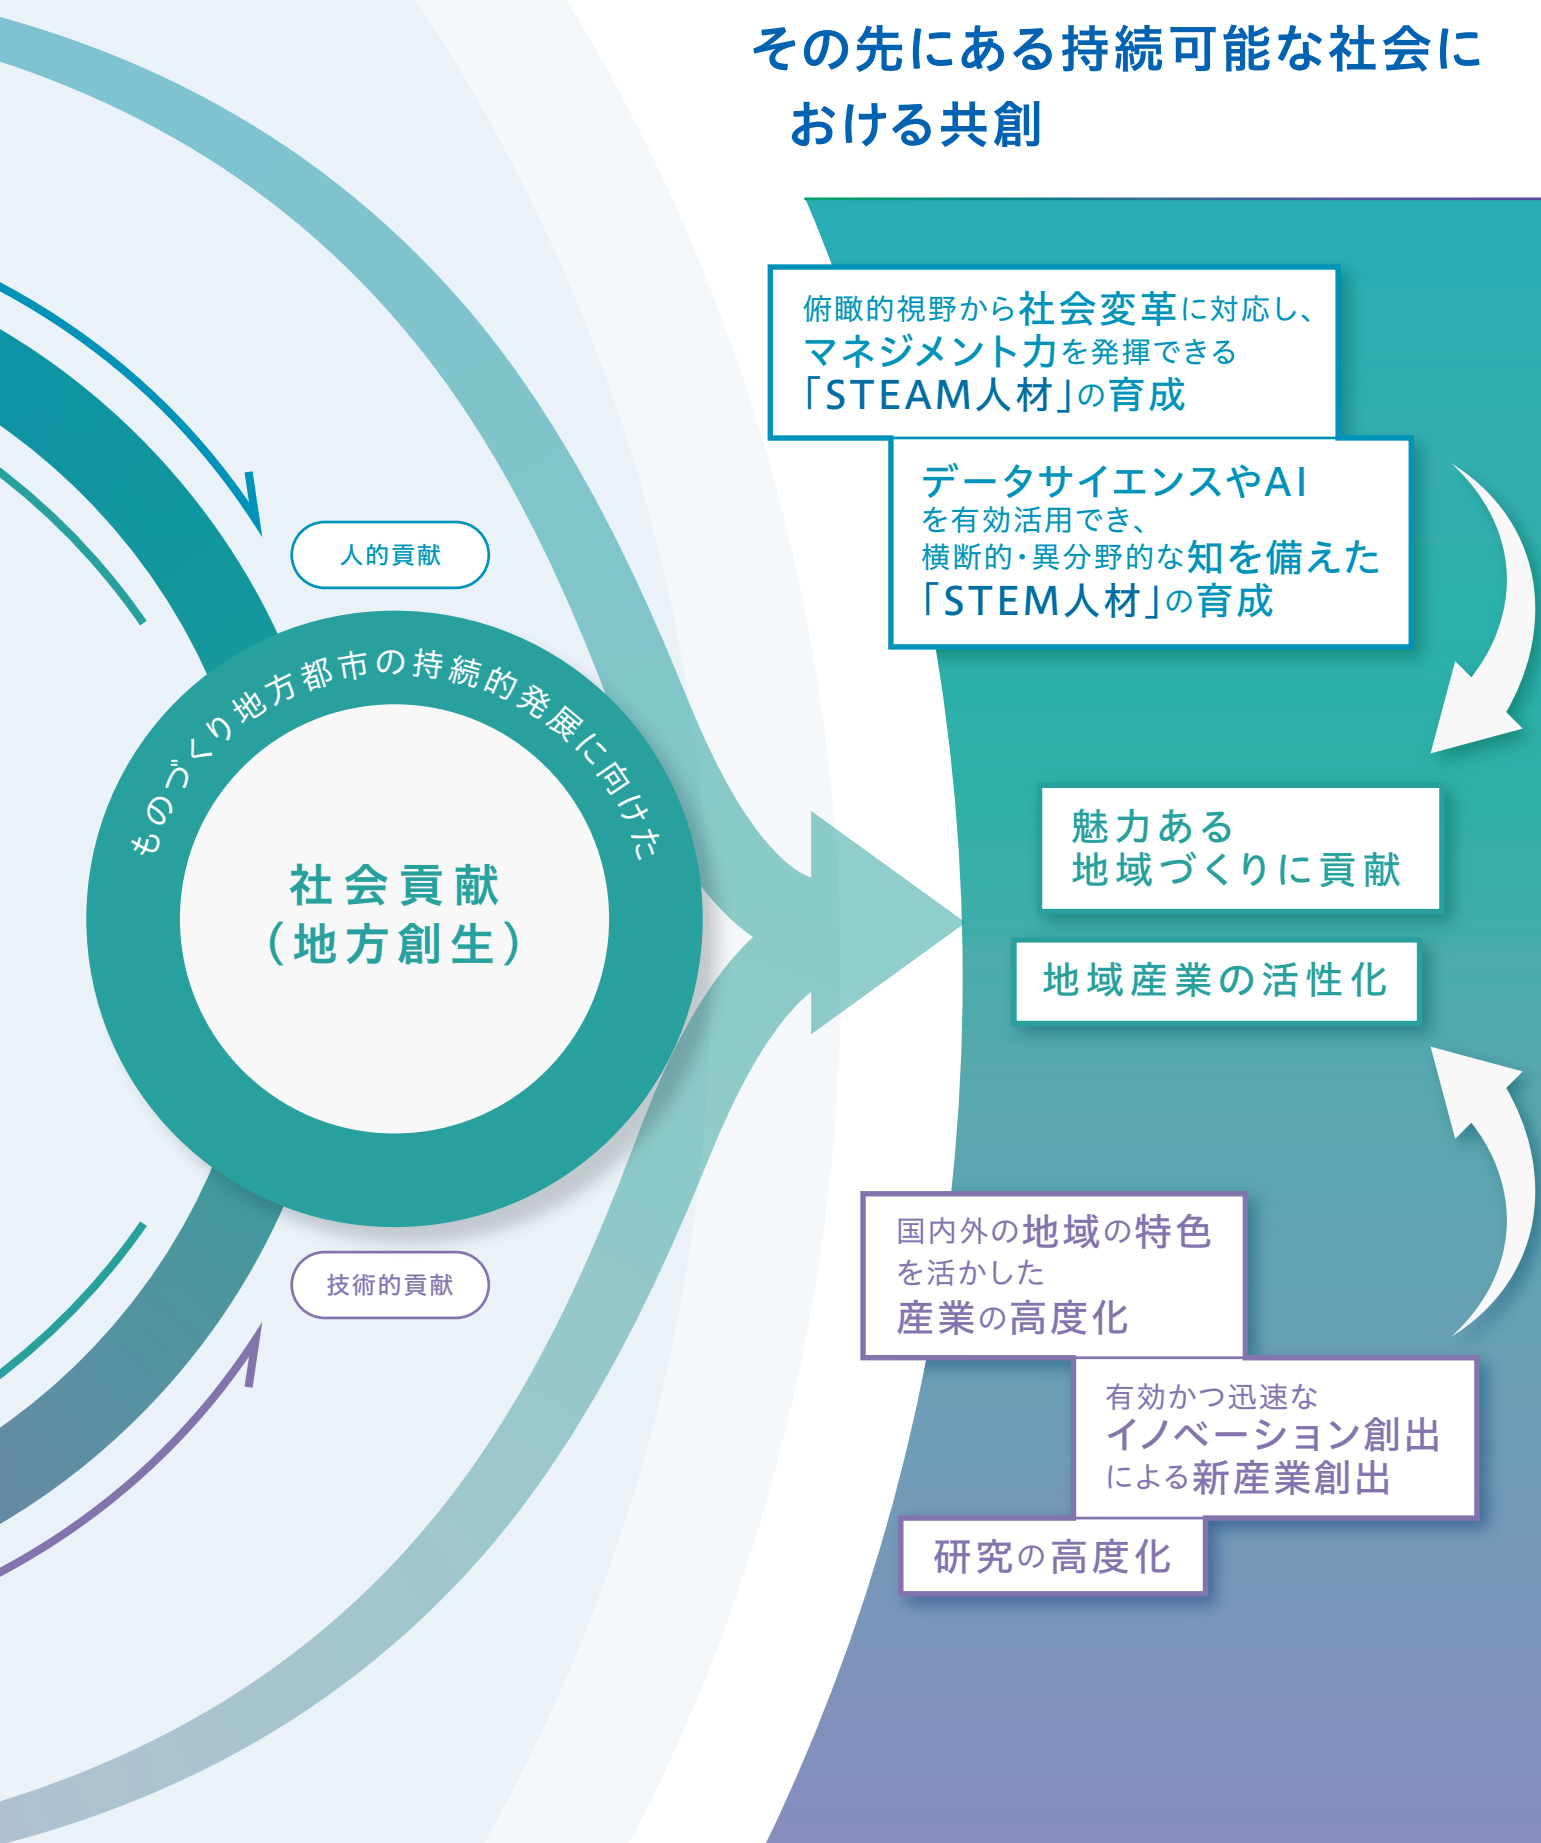 その先にある持続可能な社会に
おける共創
俯瞰的視野から社会変革に対応し、
マネジメント力を発揮できる
「STEAM人材」の育成
データサイエンスやAI
を有効活用でき、
横断的・異分野的な知を備えた
「STEM人材」の育成
人的貢献
ものづくり地方都市の持続的発展に向けた
社会貢献
（地方創生）
魅力ある
地域づくりに貢献
地域産業の活性化
技術的貢献
国内外の地域の特色
を活かした
産業の高度化
有効かつ迅速な
イノベーション創出
による新産業創出
研究の高度化